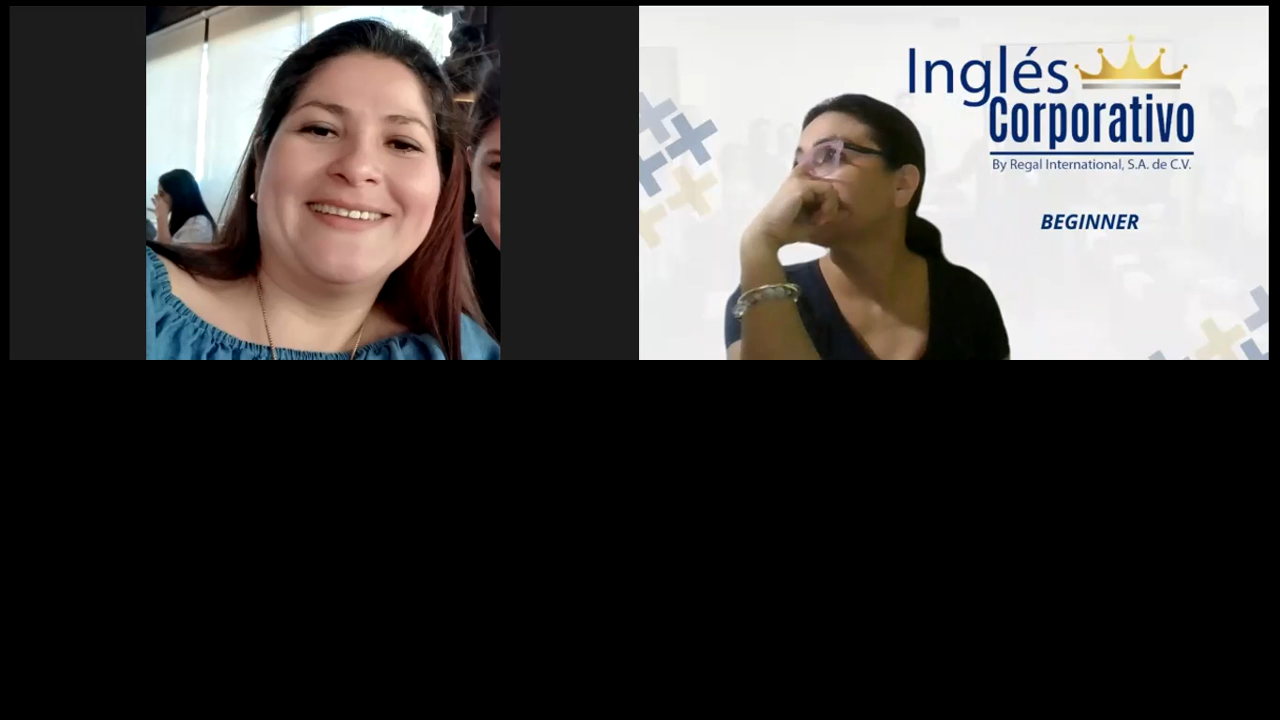 Inglés
Corporativo
By Regal International, S.A. de C.V.
BEGINNER